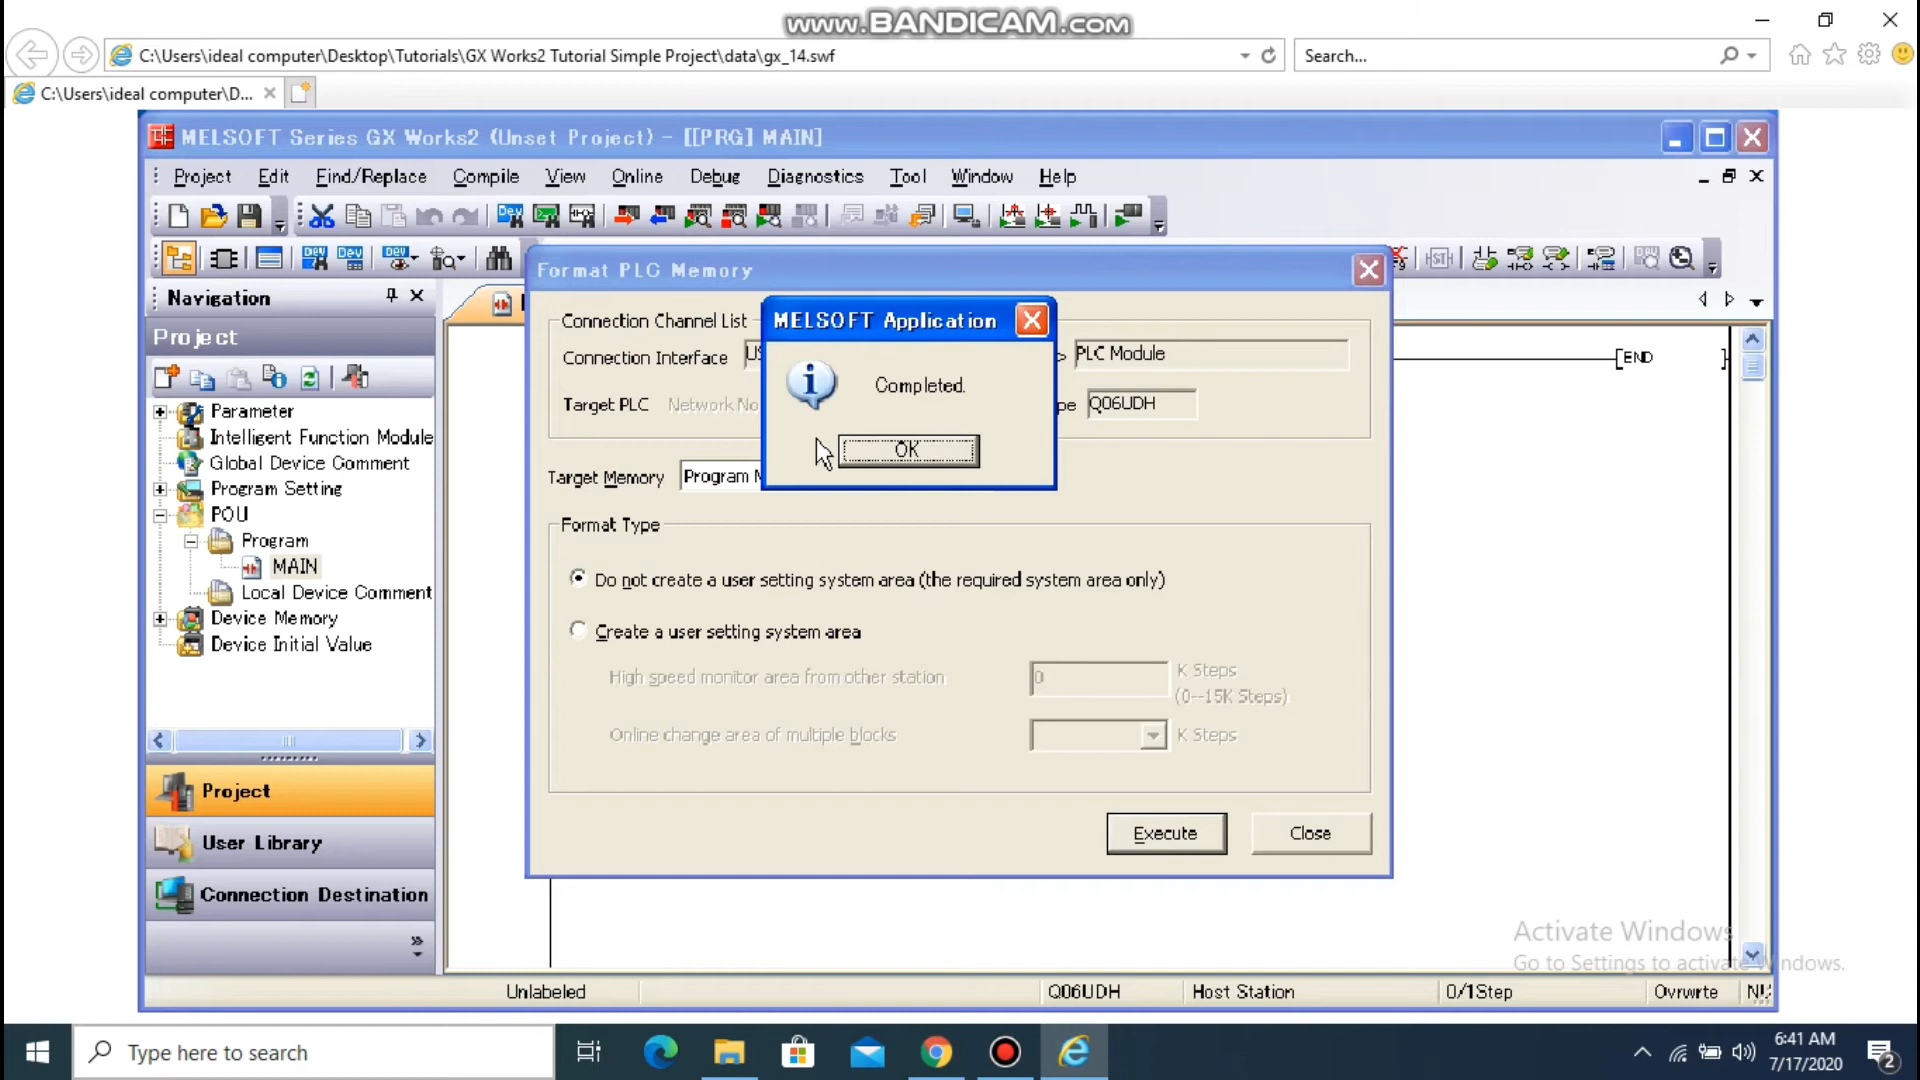 www.BANDICAM.com
C:\Users\ideal computer\Desktop\Tutorials\GX Works2 Tutorial Simple Project\data\gx_14.swf
Search...
C:\Users\ideal computer\D...
MELSOFT Series GX Works2 (Unset Project) - [[PRG] MAIN]
Project Edit Find/Replace Compile View Online Debug Diagnostics Tool Window Help
Navigation
Project
Parameter
Intelligent Function Module
Global Device Comment
Program Setting
POU
Program
MAIN
Local Device Comment
Device Memory
Device Initial Value
Project
User Library
Connection Destination
Format PLC Memory
Connection Channel List
Connection Interface
PLC Module
Target PLC Network No
Q06UDH
MELSOFT Application
Completed.
OK
Target Memory Program
Format Type
Do not create a user setting system area (the required system area only)
Create a user setting system area
High speed monitor area from other station 0 K Steps
(0--15K Steps)
Online change area of multiple blocks K Steps
Execute Close
[END ]
Activate Windows
Go to Settings to activate Windows.
Unlabeled Q06UDH Host Station 0/1Step Ovrwrte
Type here to search
6:41 AM
7/17/2020
2